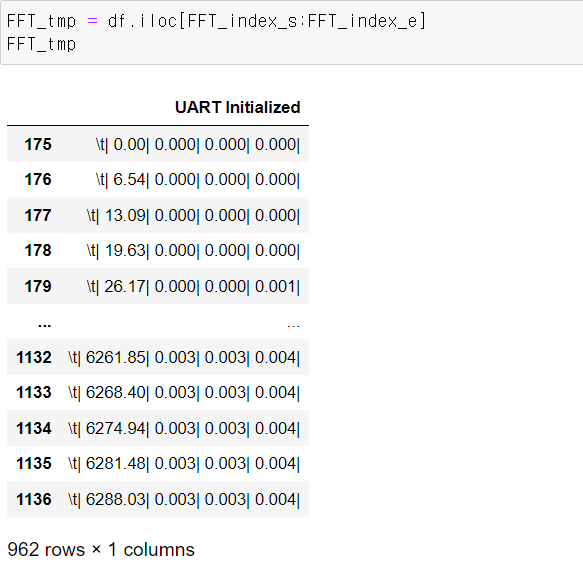 FFT_tmp = df.iloc[FFT_index_s:FFT_index_e]
FFT_tmp
UART Initialized
175 \t| 0.00| 0.000| 0.000| 0.000|
176 \t| 6.54| 0.000| 0.000| 0.000|
177 \t| 13.09| 0.000| 0.000| 0.000|
178 \t| 19.63| 0.000| 0.000| 0.000|
179 \t| 26.17| 0.000| 0.000| 0.001|
... ...
1132 \t| 6261.85| 0.003| 0.003| 0.004|
1133 \t| 6268.40| 0.003| 0.003| 0.004|
1134 \t| 6274.94| 0.003| 0.003| 0.004|
1135 \t| 6281.48| 0.003| 0.003| 0.004|
1136 \t| 6288.03| 0.003| 0.003| 0.004|
962 rows × 1 columns